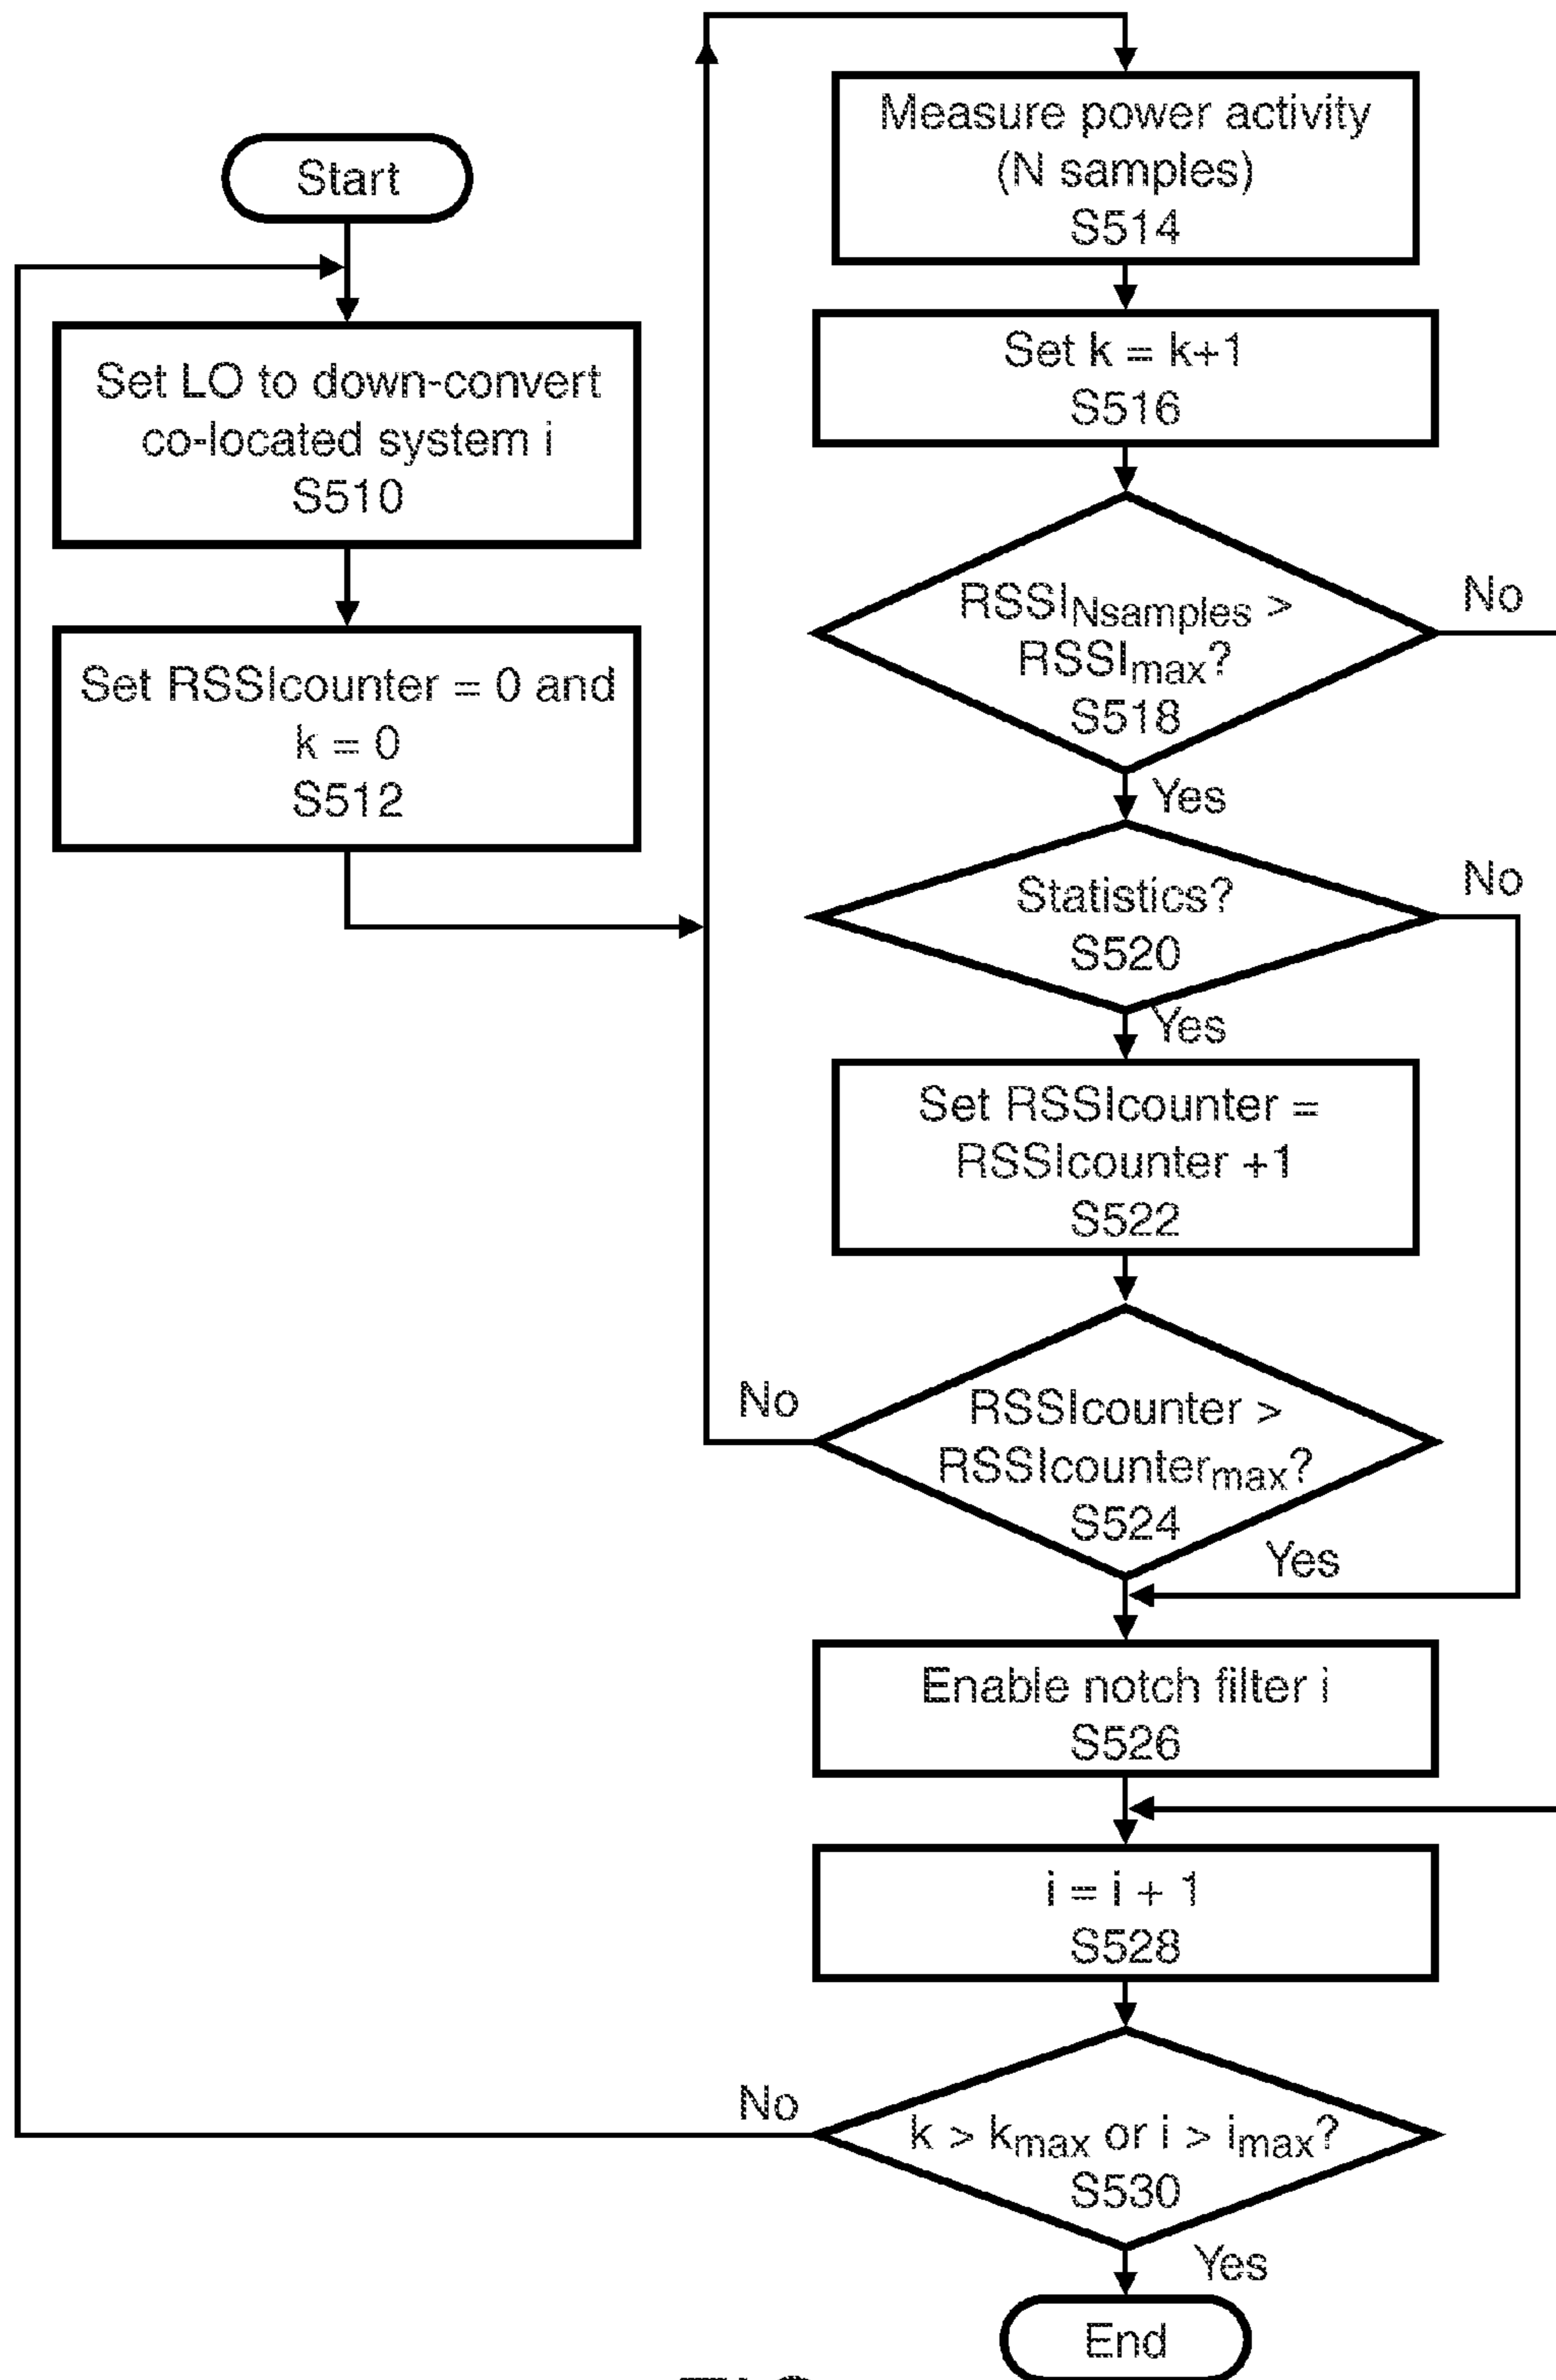 Start
Set LO to down-convert
co-located system i
S510
Set RSSIcounter = 0 and
k = 0
S512
Measure power activity
(N samples)
S514
Set k = k+1
S516
RSSINsamples >
RSSImax?
S518
No
Yes
Statistics?
S520
No
Yes
Set RSSIcounter =
RSSIcounter +1
S522
RSSIcounter >
RSSIcountermax?
S524
No
Yes
Enable notch filter i
S526
i = i + 1
S528
k > kmax or i > imax?
S530
No
Yes
End